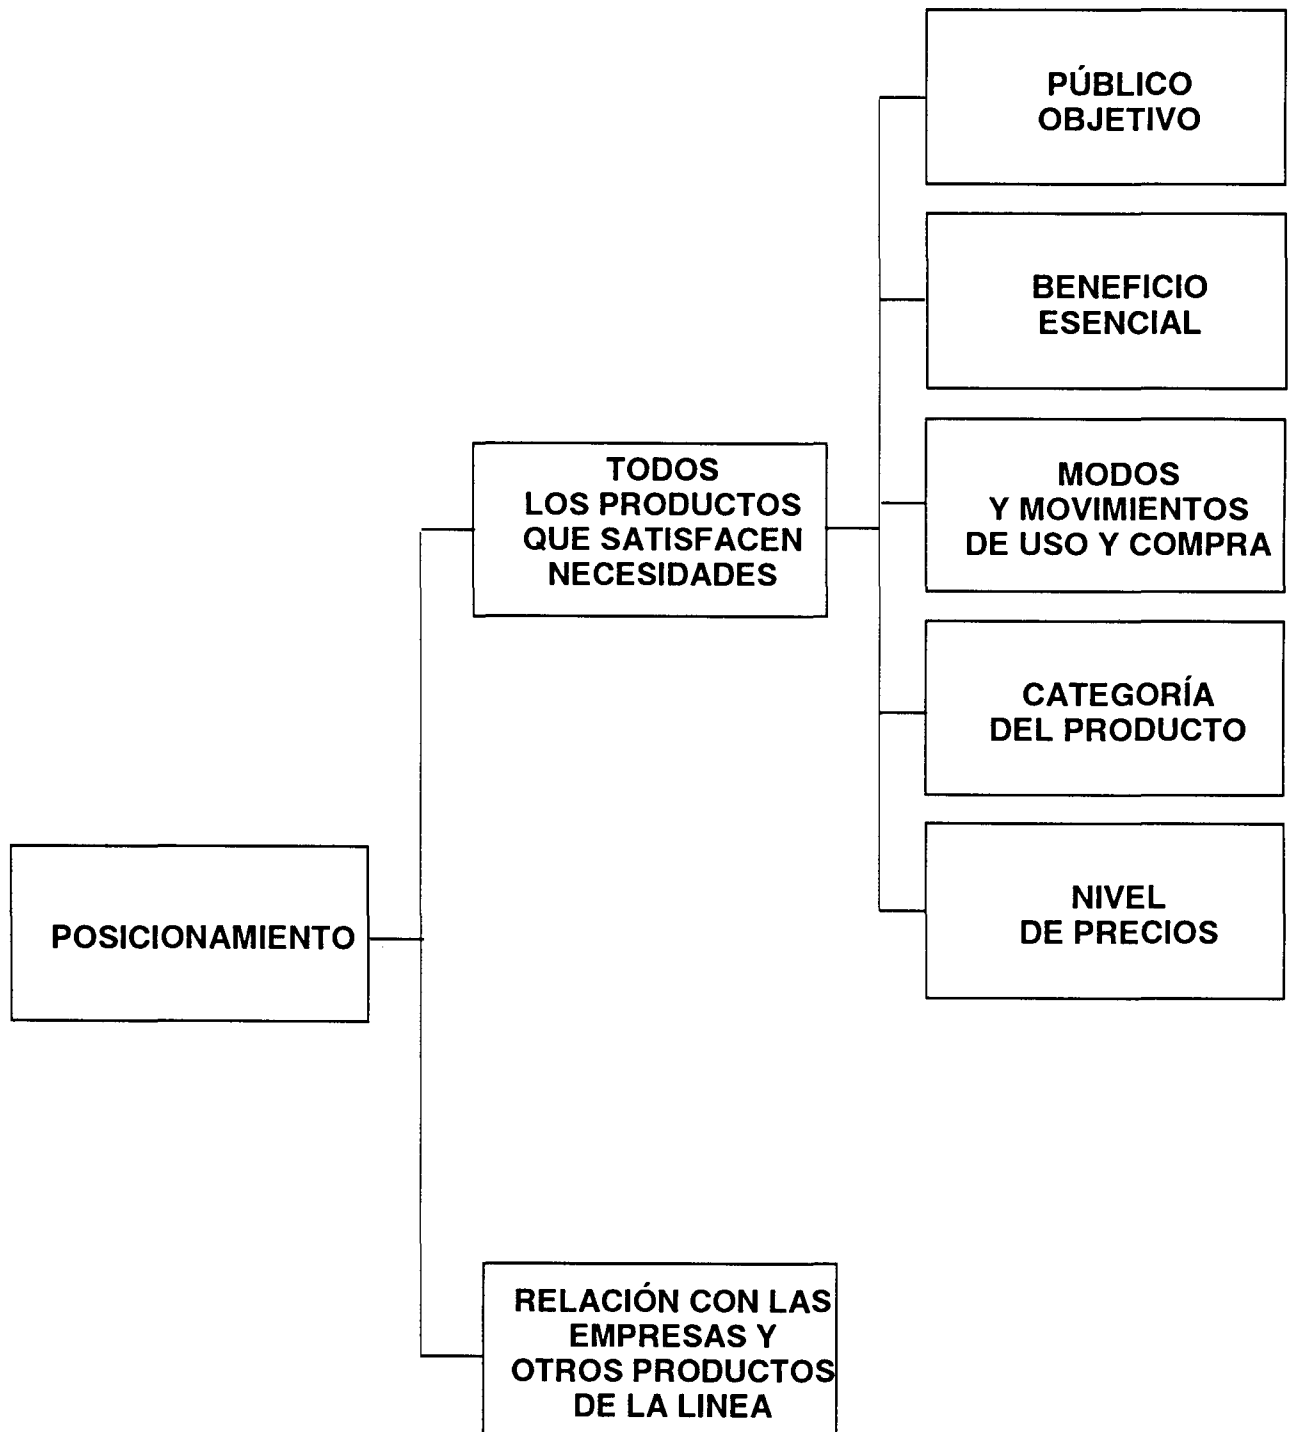 PÚBLICO
OBJETIVO
BENEFICIO
ESENCIAL
TODOS
LOS PRODUCTOS
QUE SATISFACEN
NECESIDADES
MODOS
Y MOVIMIENTOS
DE USO Y COMPRA
CATEGORÍA
DEL PRODUCTO
NIVEL
DE PRECIOS
POSICIONAMIENTO
RELACIÓN CON LAS
EMPRESAS Y
OTROS PRODUCTOS
DE LA LINEA